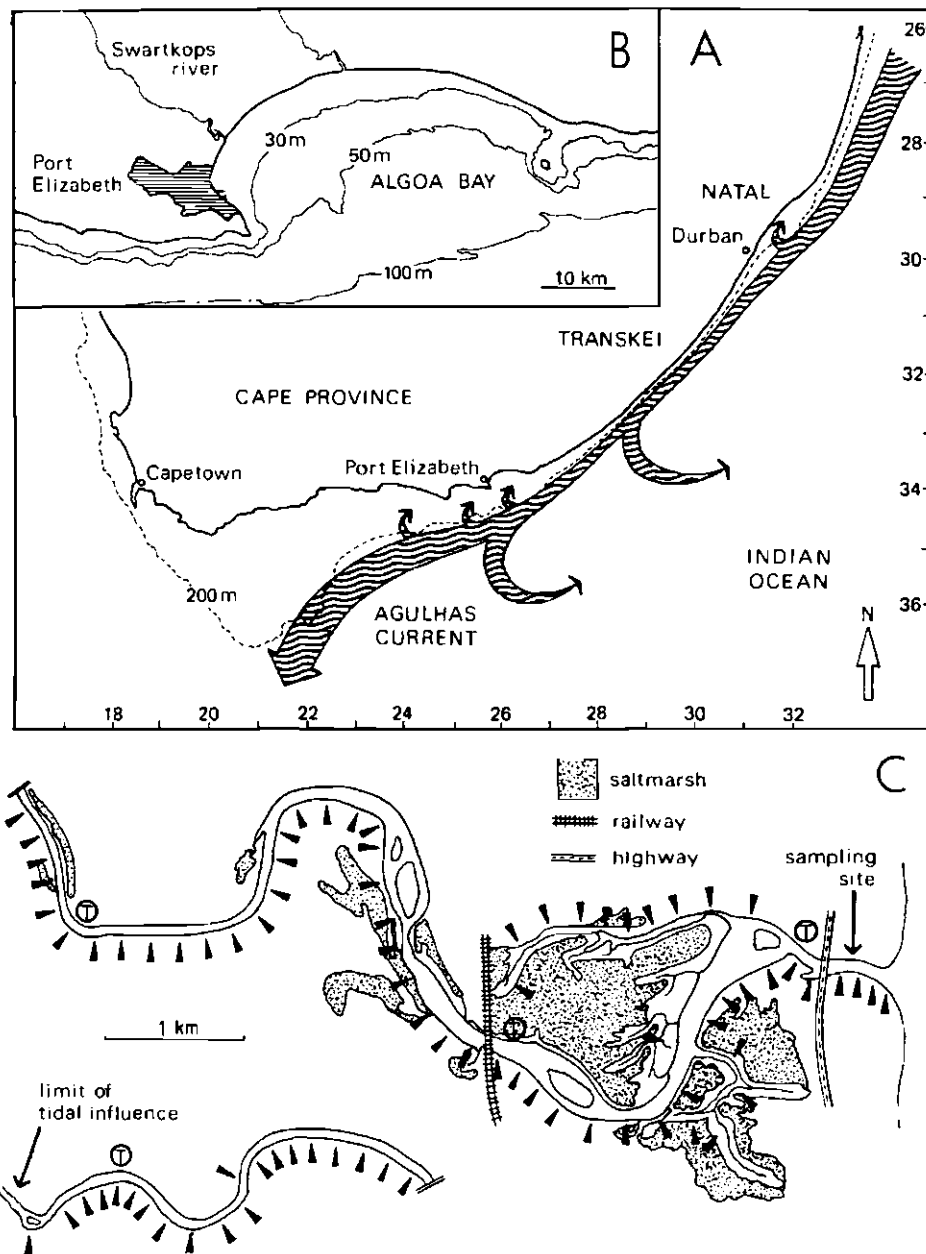 B
A
Swartkops
river
30m
50m
Port
Elizabeth
ALGOA BAY
100m
10 km
26
28
30
32
34
36
NATAL
Durban
TRANSKEI
CAPE PROVINCE
Capetown
Port Elizabeth
200m
AGULHAS
CURRENT
INDIAN
OCEAN
N
18 20 22 24 26 28 30 32
C
saltmarsh
railway
highway
sampling
site
T
T
T
1 km
limit of
tidal influence
T